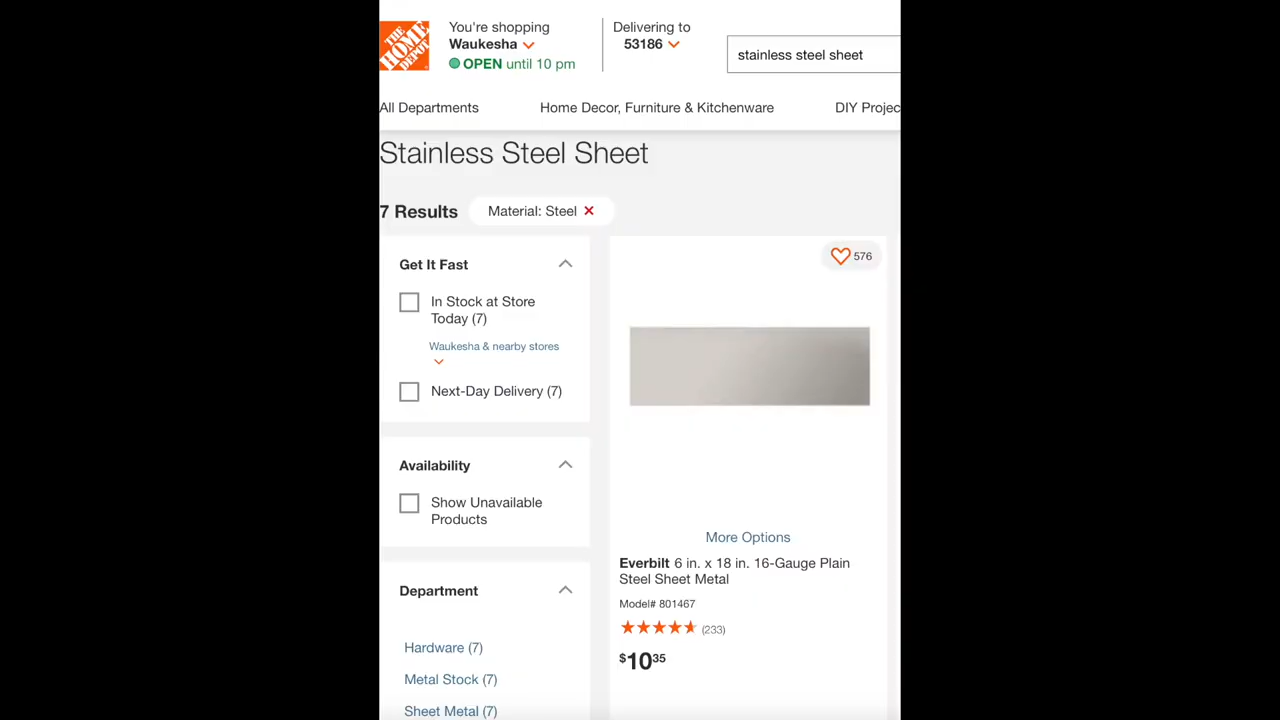 THE HOME DEPOT
You're shopping
Waukesha
OPEN until 10 pm
Delivering to
53186
stainless steel sheet
All Departments
Home Decor, Furniture & Kitchenware
DIY Projec
Stainless Steel Sheet
7 Results
Material: Steel
Get It Fast
In Stock at Store
Today (7)
Waukesha & nearby stores
Next-Day Delivery (7)
Availability
Show Unavailable
Products
Department
Hardware (7)
Metal Stock (7)
Sheet Metal (7)
576
More Options
Everbilt 6 in. x 18 in. 16-Gauge Plain
Steel Sheet Metal
Model# 801467
(233)
$10 35